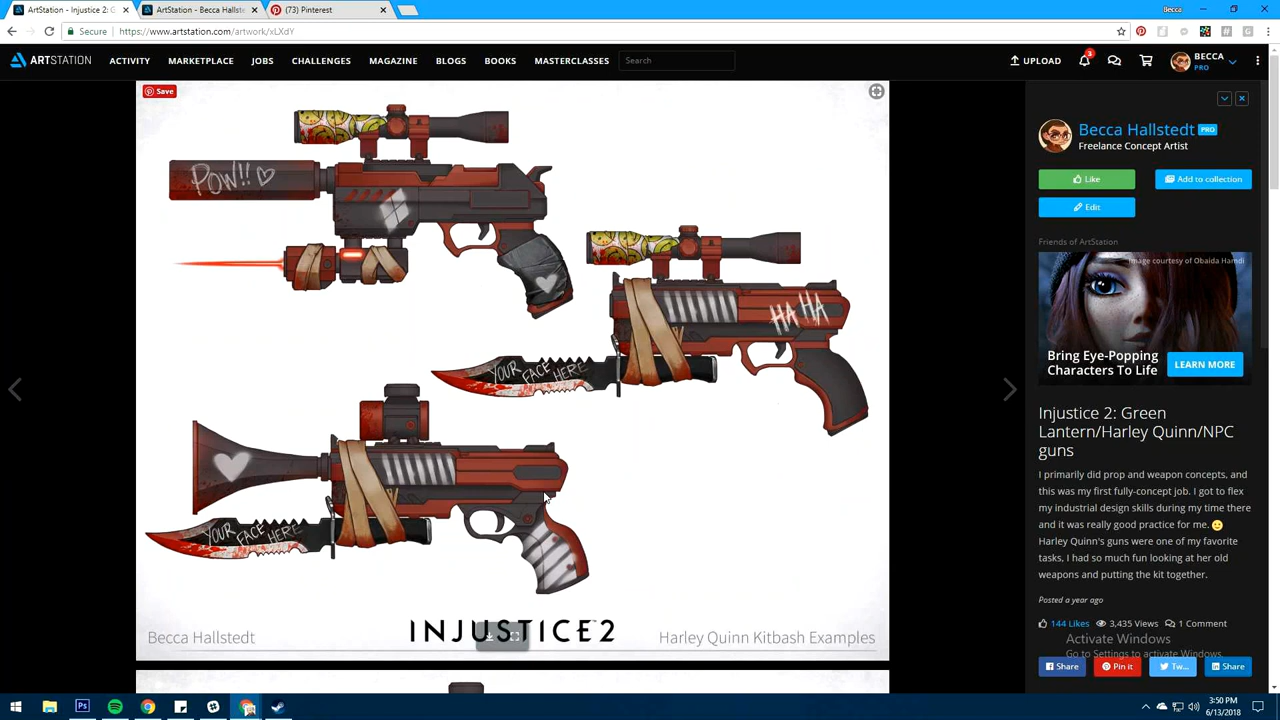 ArtStation - Injustice 2: G
ArtStation - Becca Hallste
(73) Pinterest
Becca
Secure
https://www.artstation.com/artwork/xLXdY
ARTSTATION
ACTIVITY
MARKETPLACE
JOBS
CHALLENGES
MAGAZINE
BLOGS
BOOKS
MASTERCLASSES
Search
UPLOAD
3
BECCA
PRO
Save
POW!!
HA HA
YOUR FACE HERE
YOUR FACE HERE
Becca Hallstedt
INJUSTICE2
Harley Quinn Kitbash Examples
Becca Hallstedt PRO
Freelance Concept Artist
Like
Add to collection
Edit
Friends of ArtStation
Image courtesy of Obaida Hamdi
Bring Eye-Popping
Characters To Life
LEARN MORE
Injustice 2: Green
Lantern/Harley Quinn/NPC
guns
I primarily did prop and weapon concepts, and
this was my first fully-concept job. I got to flex
my industrial design skills during my time there
and it was really good practice for me.
Harley Quinn's guns were one of my favorite
tasks, I had so much fun looking at her old
weapons and putting the kit together.
Posted a year ago
144 Likes
3,435 Views
1 Comment
Activate Windows
Go to Settings to activate Windows.
Share
Pin it
Tw...
Share
Ps
3:50 PM
6/13/2018